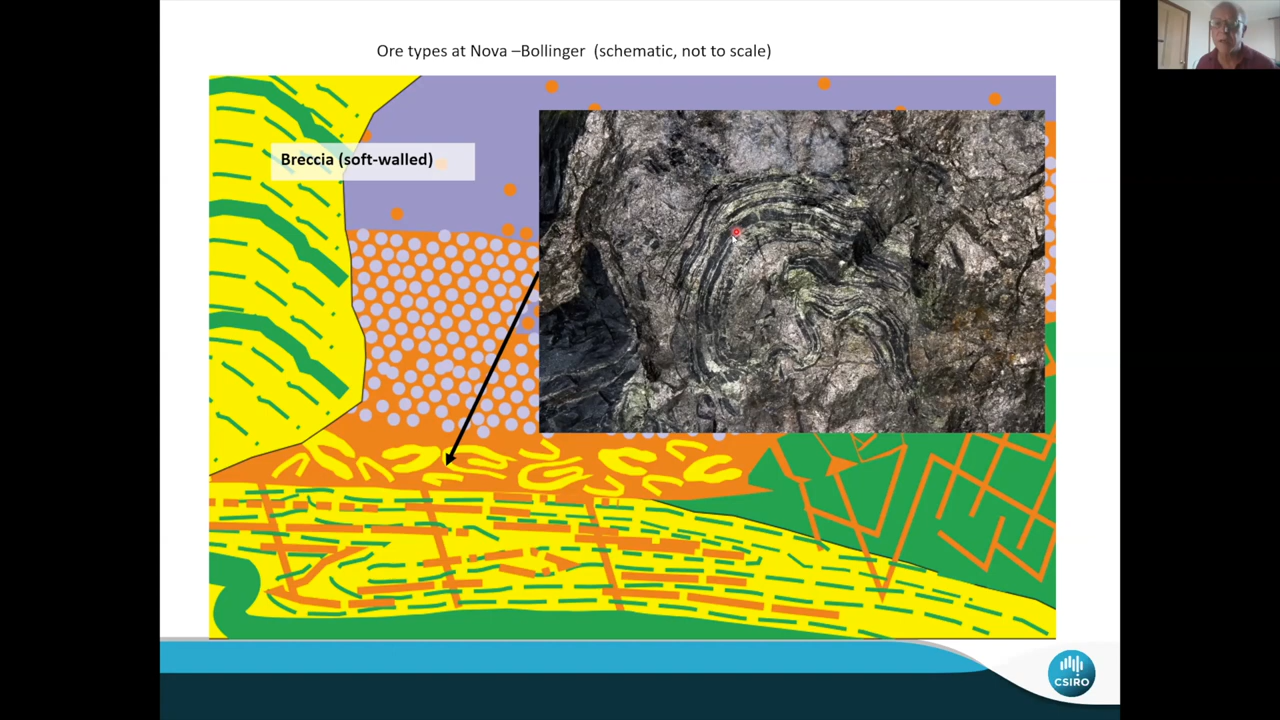 Ore types at Nova –Bollinger (schematic, not to scale)
Breccia (soft-walled)
CSIRO